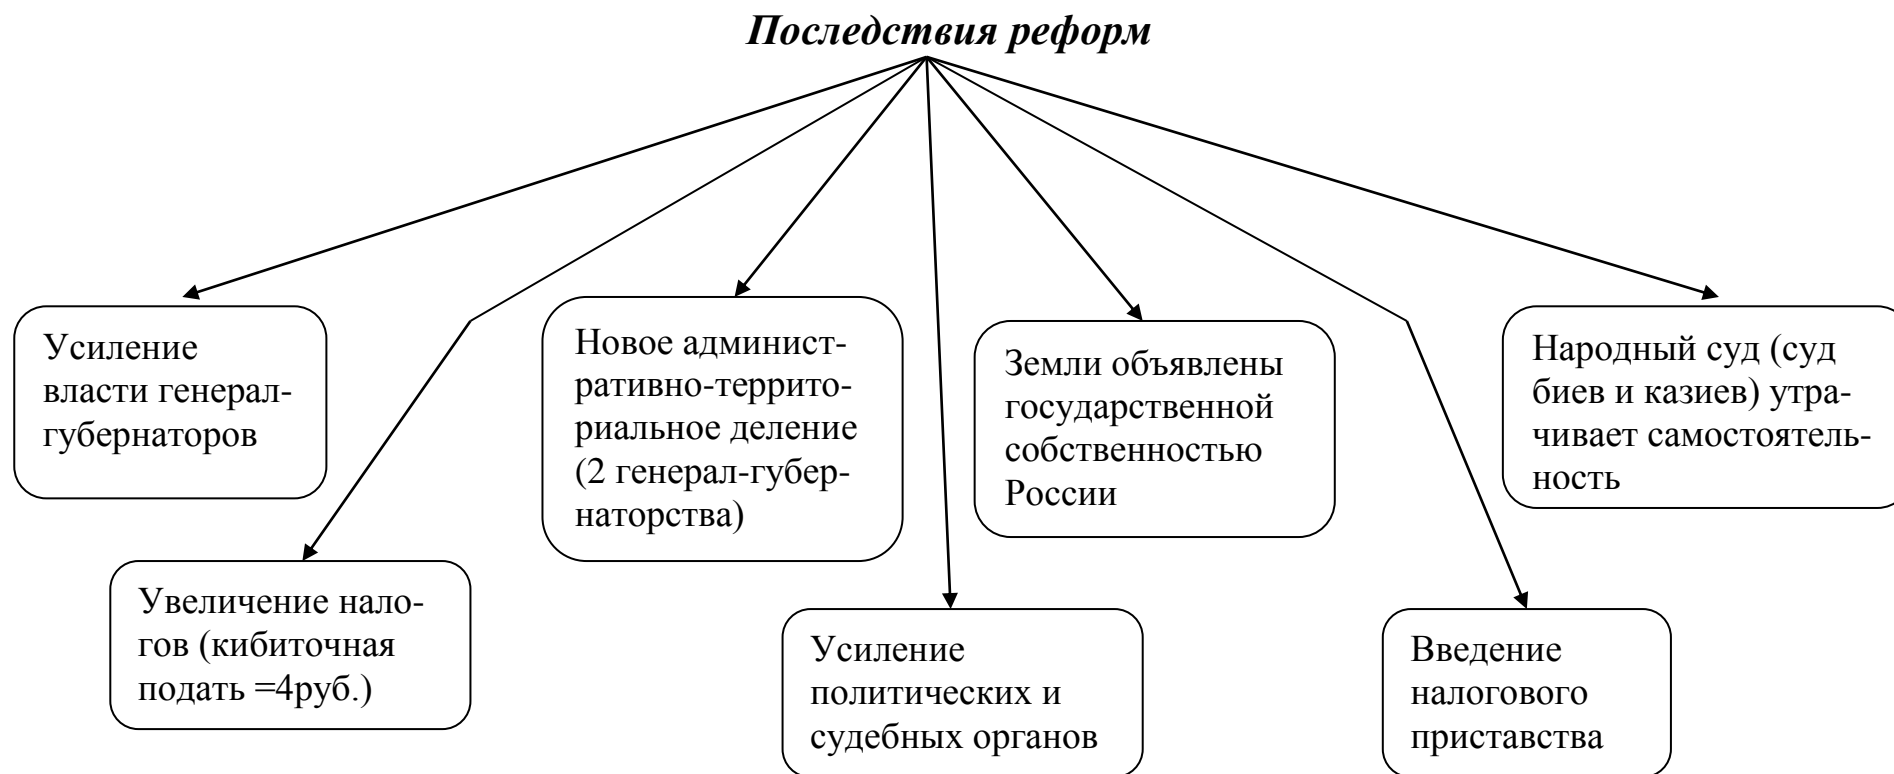 Последствия реформ
Усиление
власти генерал-
губернаторов
Новое админист-
ративно-террито-
риальное деление
(2 генерал-губер-
наторства)
Земли объявлены
государственной
собственностью
России
Народный суд (суд
биев и казиев) утра-
чивает самостоятель-
ность
Увеличение нало-
гов (кибиточная
подать =4руб.)
Усиление
политических и
судебных органов
Введение
налогового
приставства